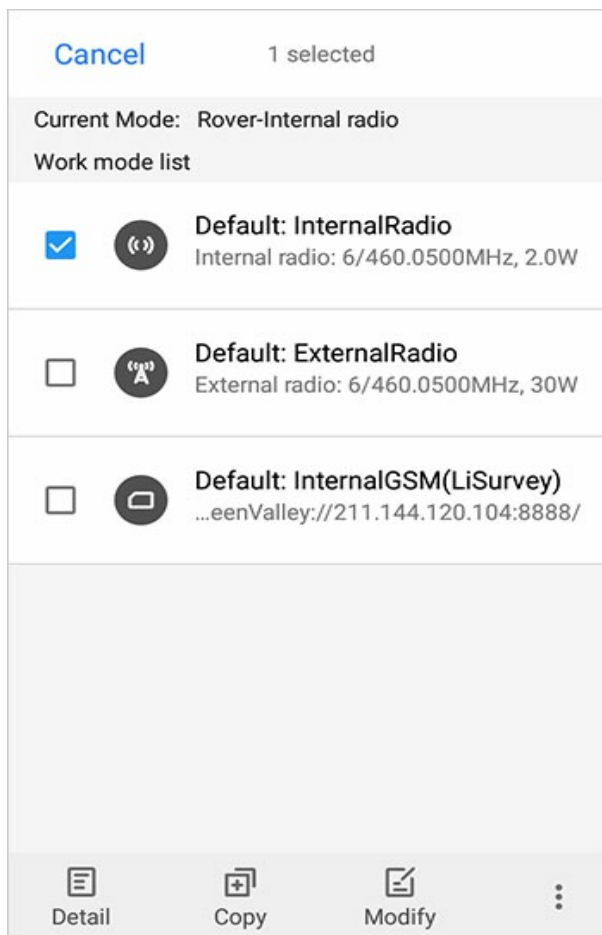 Cancel 1 selected
Current Mode: Rover-Internal radio
Work mode list
Default: InternalRadio
Internal radio: 6/460.0500MHz, 2.0W
Default: ExternalRadio
External radio: 6/460.0500MHz, 30W
Default: InternalGSM(LiSurvey)
...eenValley://211.144.120.104:8888/
Detail Copy Modify